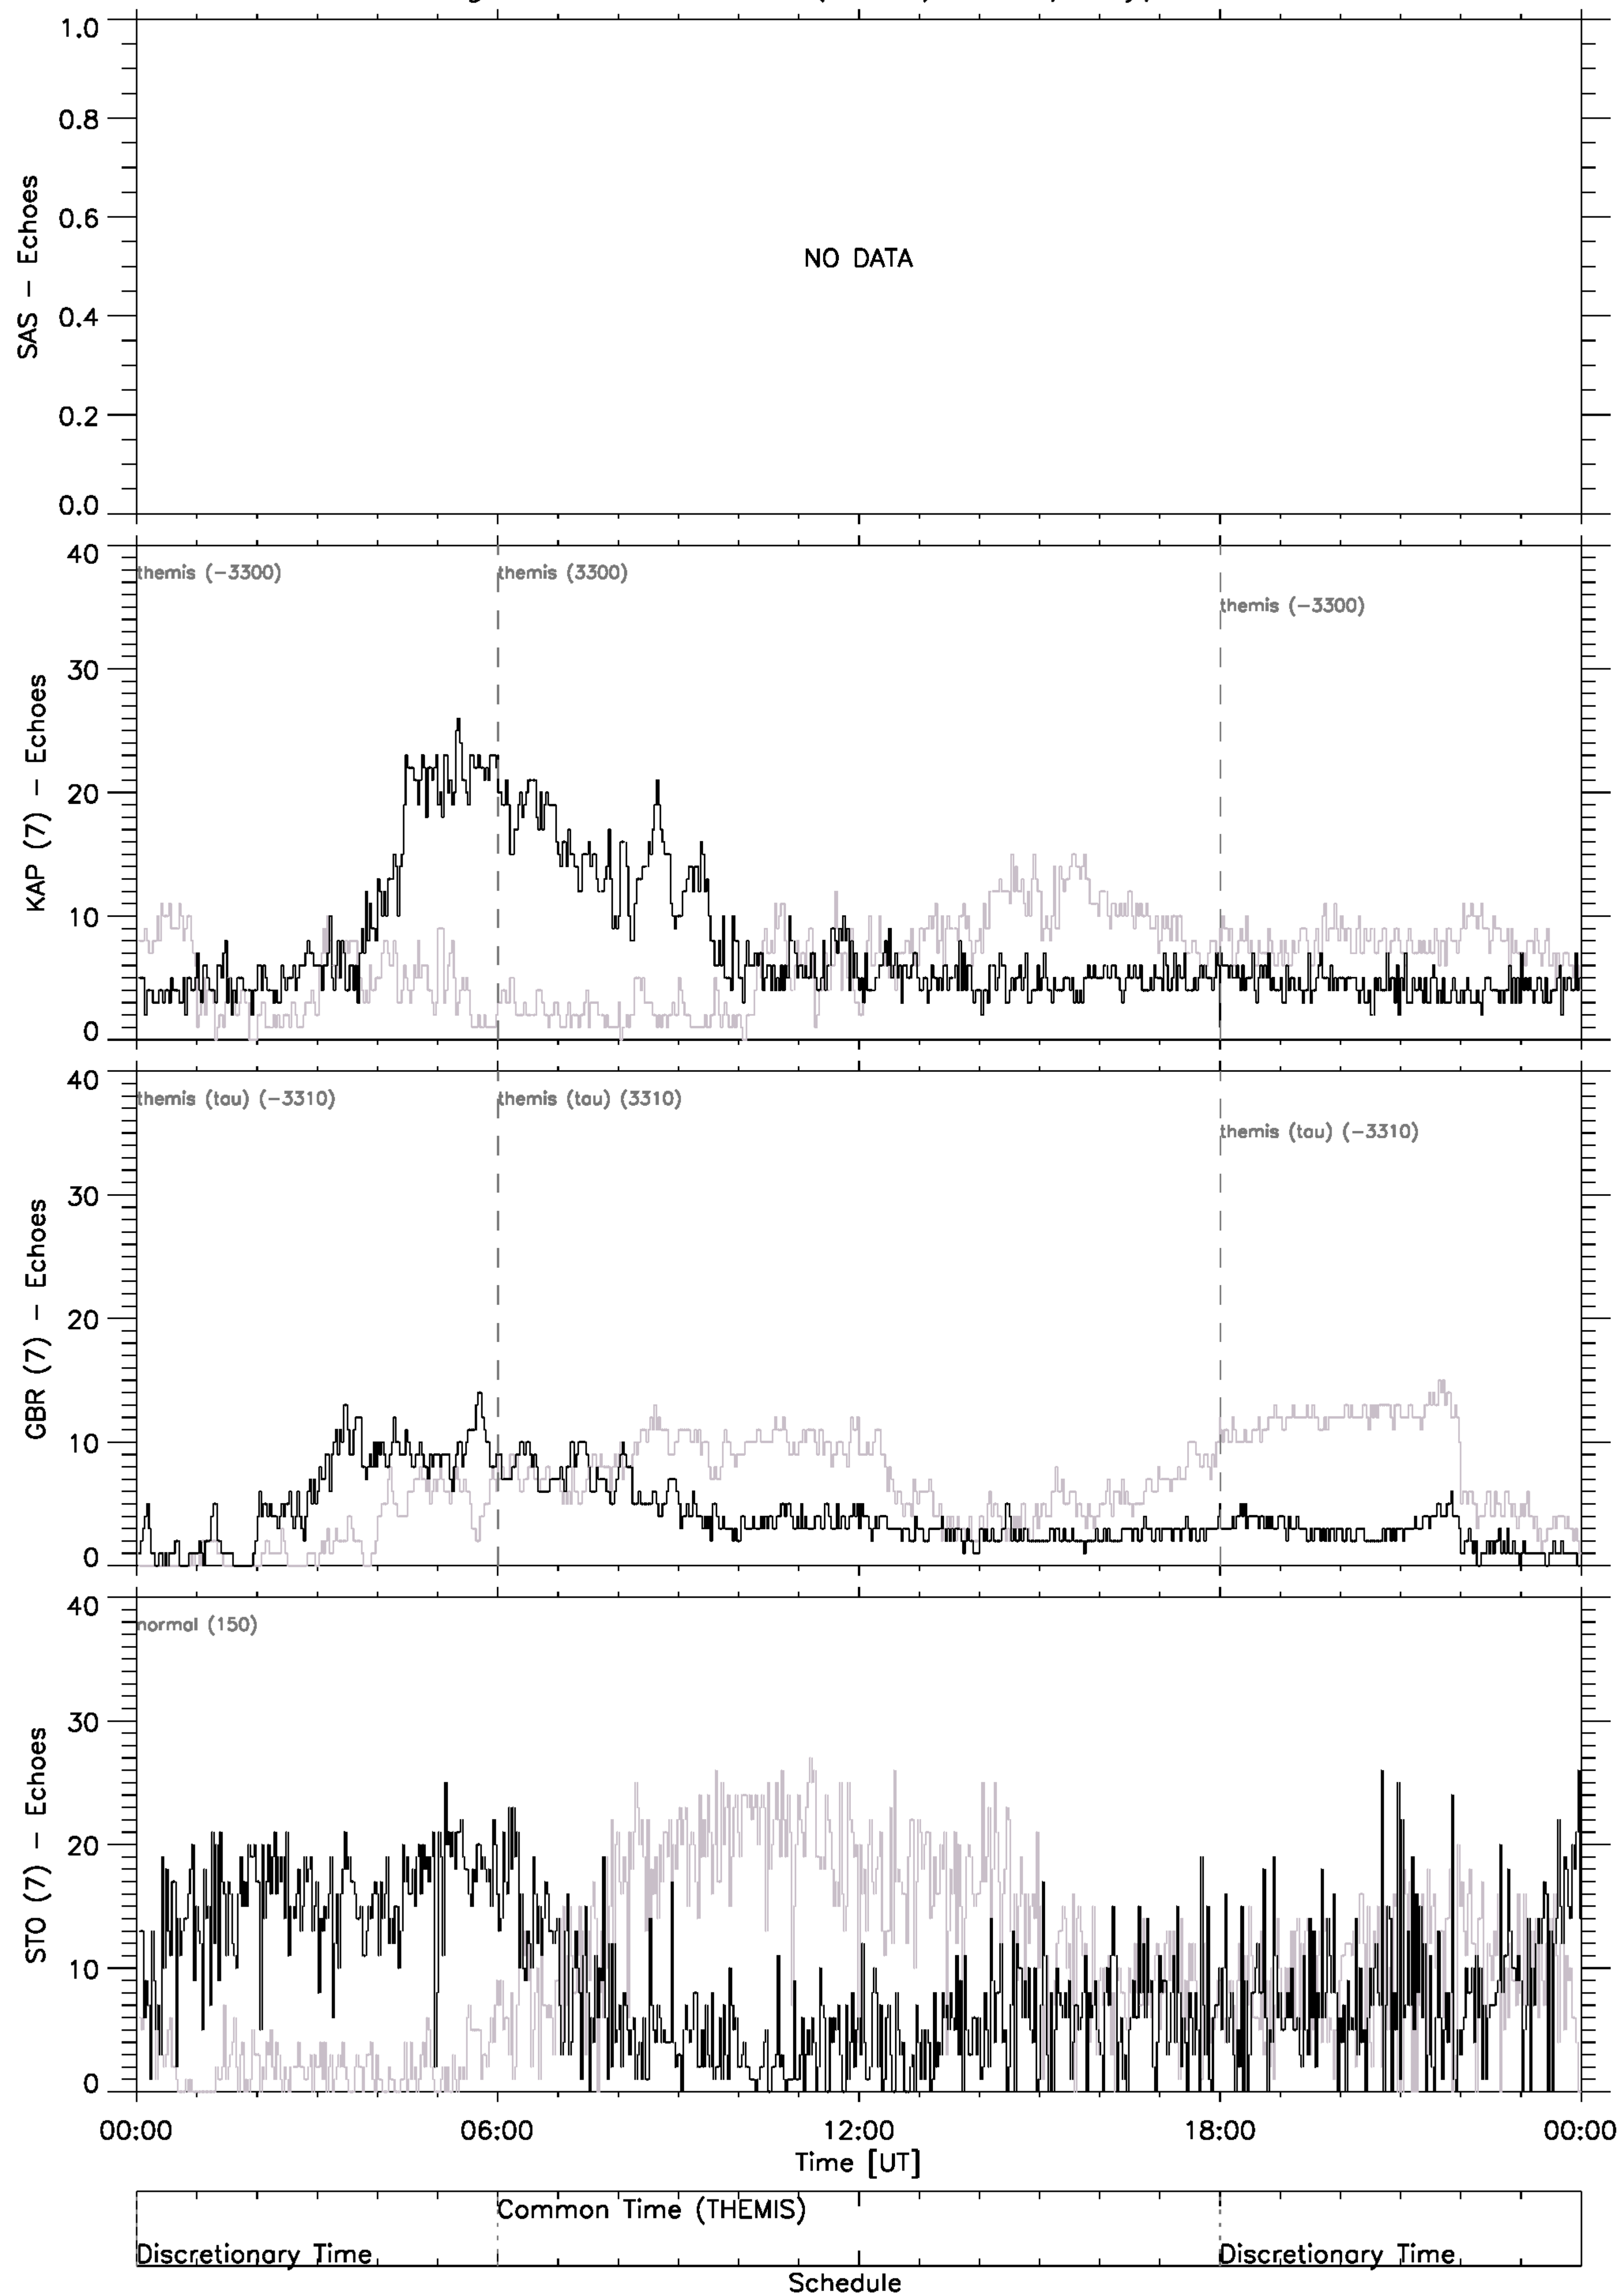 1.0
0.8
0.6
0.4
0.2
0.0
SAS - Echoes
NO DATA
40
30
20
10
0
KAP (7) - Echoes
themis (-3300)
themis (3300)
themis (-3300)
40
30
20
10
0
GBR (7) - Echoes
themis (tau) (-3310)
themis (tau) (3310)
themis (tau) (-3310)
40
30
20
10
0
STO (7) - Echoes
normal (150)
00:00 06:00 12:00 18:00 00:00
Time [UT]
Common Time (THEMIS)
Discretionary Time Discretionary Time
Schedule